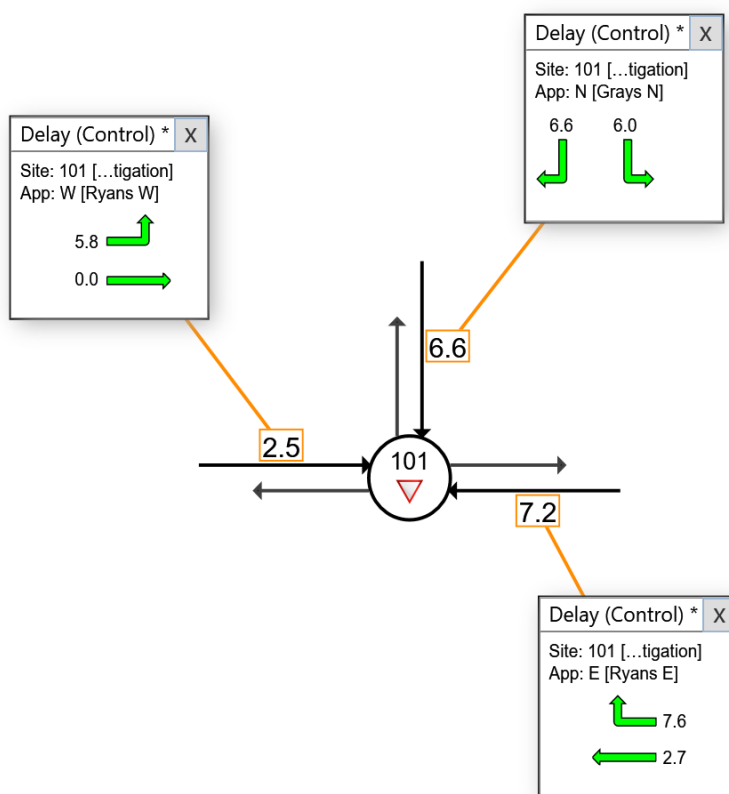 Delay (Control) * X
Site: 101 [...tigation]
App: N [Grays N]
6.6 6.0
Delay (Control) * X
Site: 101 [...tigation]
App: W [Ryans W]
5.8
0.0
6.6
2.5
101
7.2
Delay (Control) * X
Site: 101 [...tigation]
App: E [Ryans E]
7.6
2.7